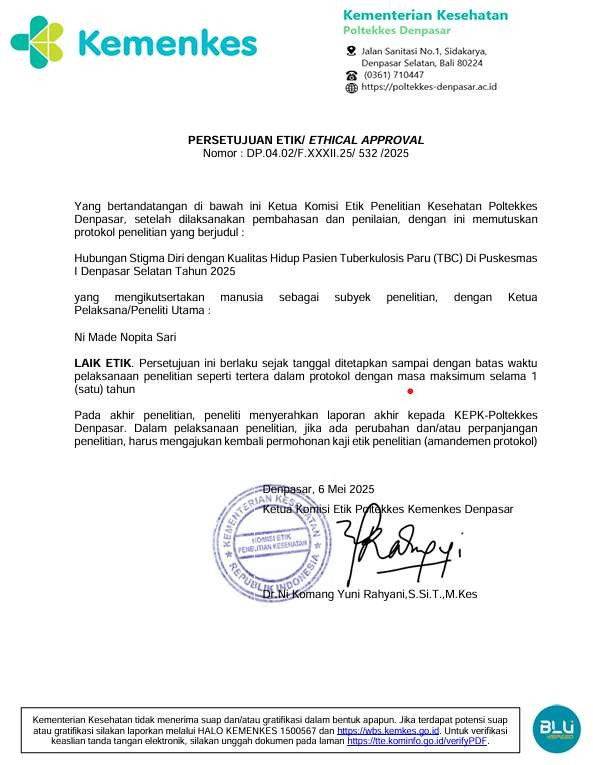 Kemenkes
Kementerian Kesehatan
Poltekkes Denpasar
Jalan Sanitasi No.1, Sidakarya,
Denpasar Selatan, Bali 80224
(0361) 710447
https://poltekkes-denpasar.ac.id
PERSETUJUAN ETIK/ ETHICAL APPROVAL
Nomor : DP.04.02/F.XXXII.25/ 532 /2025
Yang bertandatangan di bawah ini Ketua Komisi Etik Penelitian Kesehatan Poltekkes
Denpasar, setelah dilaksanakan pembahasan dan penilaian, dengan ini memutuskan
protokol penelitian yang berjudul :
Hubungan Stigma Diri dengan Kualitas Hidup Pasien Tuberkulosis Paru (TBC) Di Puskesmas
I Denpasar Selatan Tahun 2025
yang mengikutsertakan manusia sebagai subyek penelitian, dengan Ketua
Pelaksana/Peneliti Utama :
Ni Made Nopita Sari
LAIK ETIK. Persetujuan ini berlaku sejak tanggal ditetapkan sampai dengan batas waktu
pelaksanaan penelitian seperti tertera dalam protokol dengan masa maksimum selama 1
(satu) tahun
Pada akhir penelitian, peneliti menyerahkan laporan akhir kepada KEPK-Poltekkes
Denpasar. Dalam pelaksanaan penelitian, jika ada perubahan dan/atau perpanjangan
penelitian, harus mengajukan kembali permohonan kaji etik penelitian (amandemen protokol)
Denpasar, 6 Mei 2025
Ketua Komisi Etik Poltekkes Kemenkes Denpasar
KEMENTERIAN KESEHATAN
KOMISI ETIK
PENELITIAN KESEHATAN
REPUBLIK INDONESIA
Dr.Ni Komang Yuni Rahyani,S.Si.T.,M.Kes
Kementerian Kesehatan tidak menerima suap dan/atau gratifikasi dalam bentuk apapun. Jika terdapat potensi suap
atau gratifikasi silakan laporkan melalui HALO KEMENKES 1500567 dan https://wbs.kemkes.go.id. Untuk verifikasi
keaslian tanda tangan elektronik, silakan unggah dokumen pada laman https://tte.kominfo.go.id/verifyPDF.
BLU